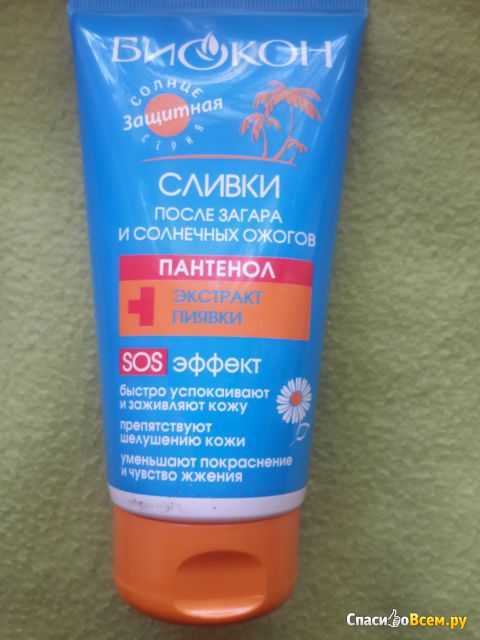 БИОКОН
СОЛНЦЕ
Защитная
серия
СЛИВКИ
ПОСЛЕ ЗАГАРА
И СОЛНЕЧНЫХ ОЖОГОВ
ПАНТЕНОЛ
ЭКСТРАКТ
ПИЯВКИ
SOS эффект
быстро успокаивают
и заживляют кожу
препятствуют
шелушению кожи
уменьшают покраснение
и чувство жжения
СпасибоВсем.ру